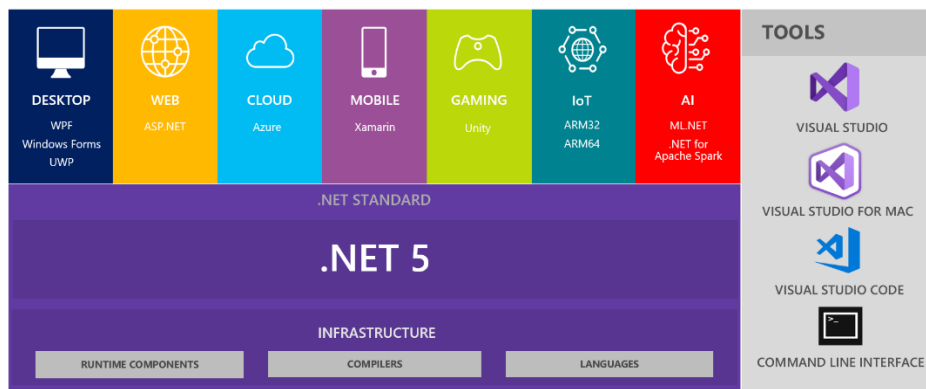 DESKTOP
WPF
Windows Forms
UWP
WEB
ASP.NET
CLOUD
Azure
MOBILE
Xamarin
GAMING
Unity
IoT
ARM32
ARM64
AI
ML.NET
.NET for
Apache Spark
.NET STANDARD
.NET 5
INFRASTRUCTURE
RUNTIME COMPONENTS
COMPILERS
LANGUAGES
TOOLS
VISUAL STUDIO
VISUAL STUDIO FOR MAC
VISUAL STUDIO CODE
>_
COMMAND LINE INTERFACE